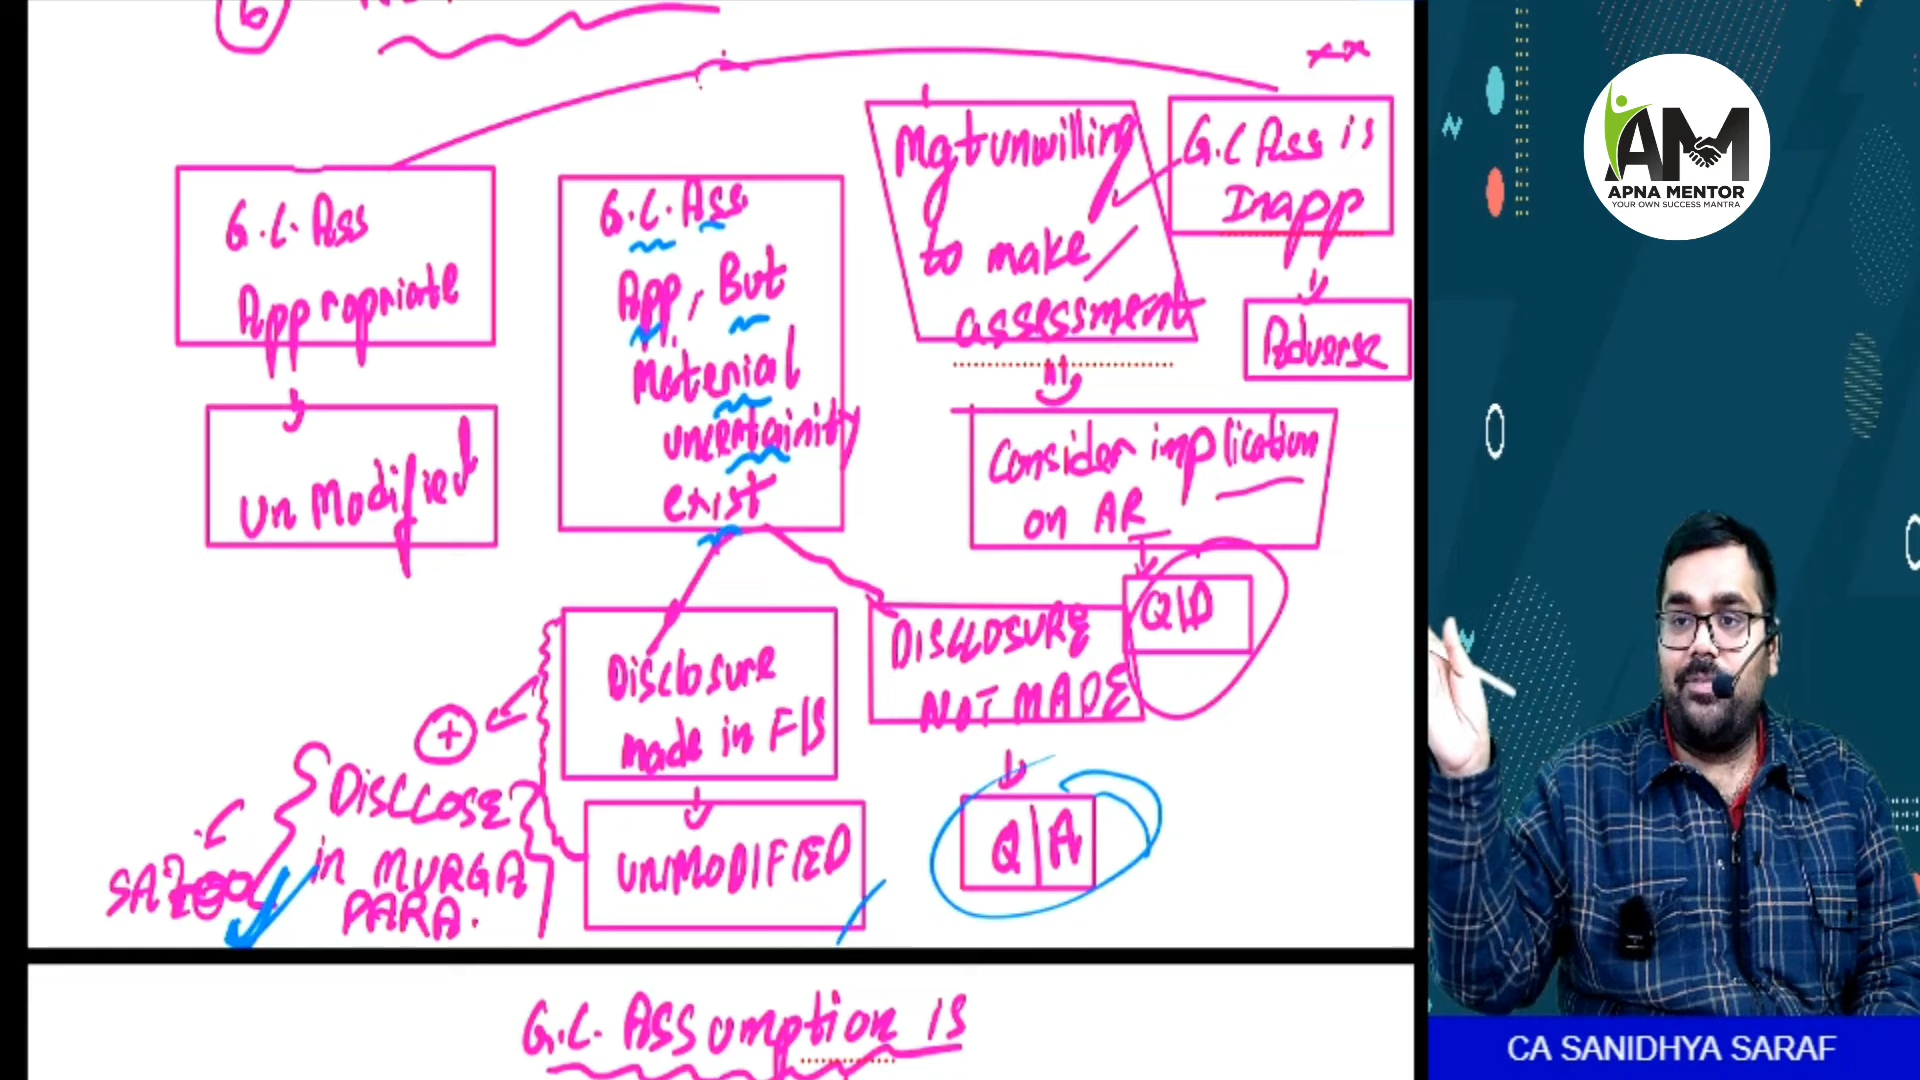 6
G.C. Ass
Appropriate
Un Modified
G.C. Ass
App, But
Material
uncertainity
exist
Mgt unwilling
to make
assessment
G.C Ass is
Inapp
Adverse
Consider implication
on AR
Q|D
Disclosure
made in F/S
UNMODIFIED
DISCLOSURE
NOT MADE
Q|A
+
DISCLOSE
in MURGA
PARA.
G.C. Assumption is
AM
APNA MENTOR
YOUR OWN SUCCESS MANTRA
CA SANIDHYA SARAF